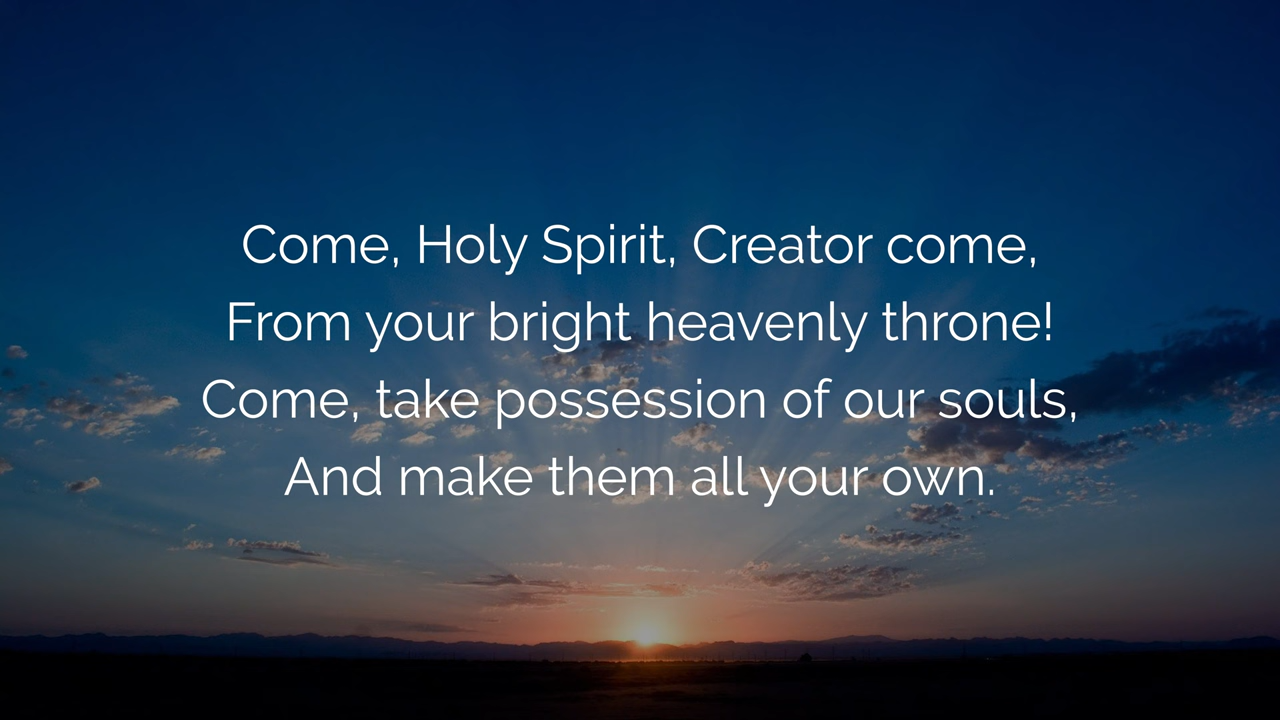 Come, Holy Spirit, Creator come,
From your bright heavenly throne!
Come, take possession of our souls,
And make them all your own.